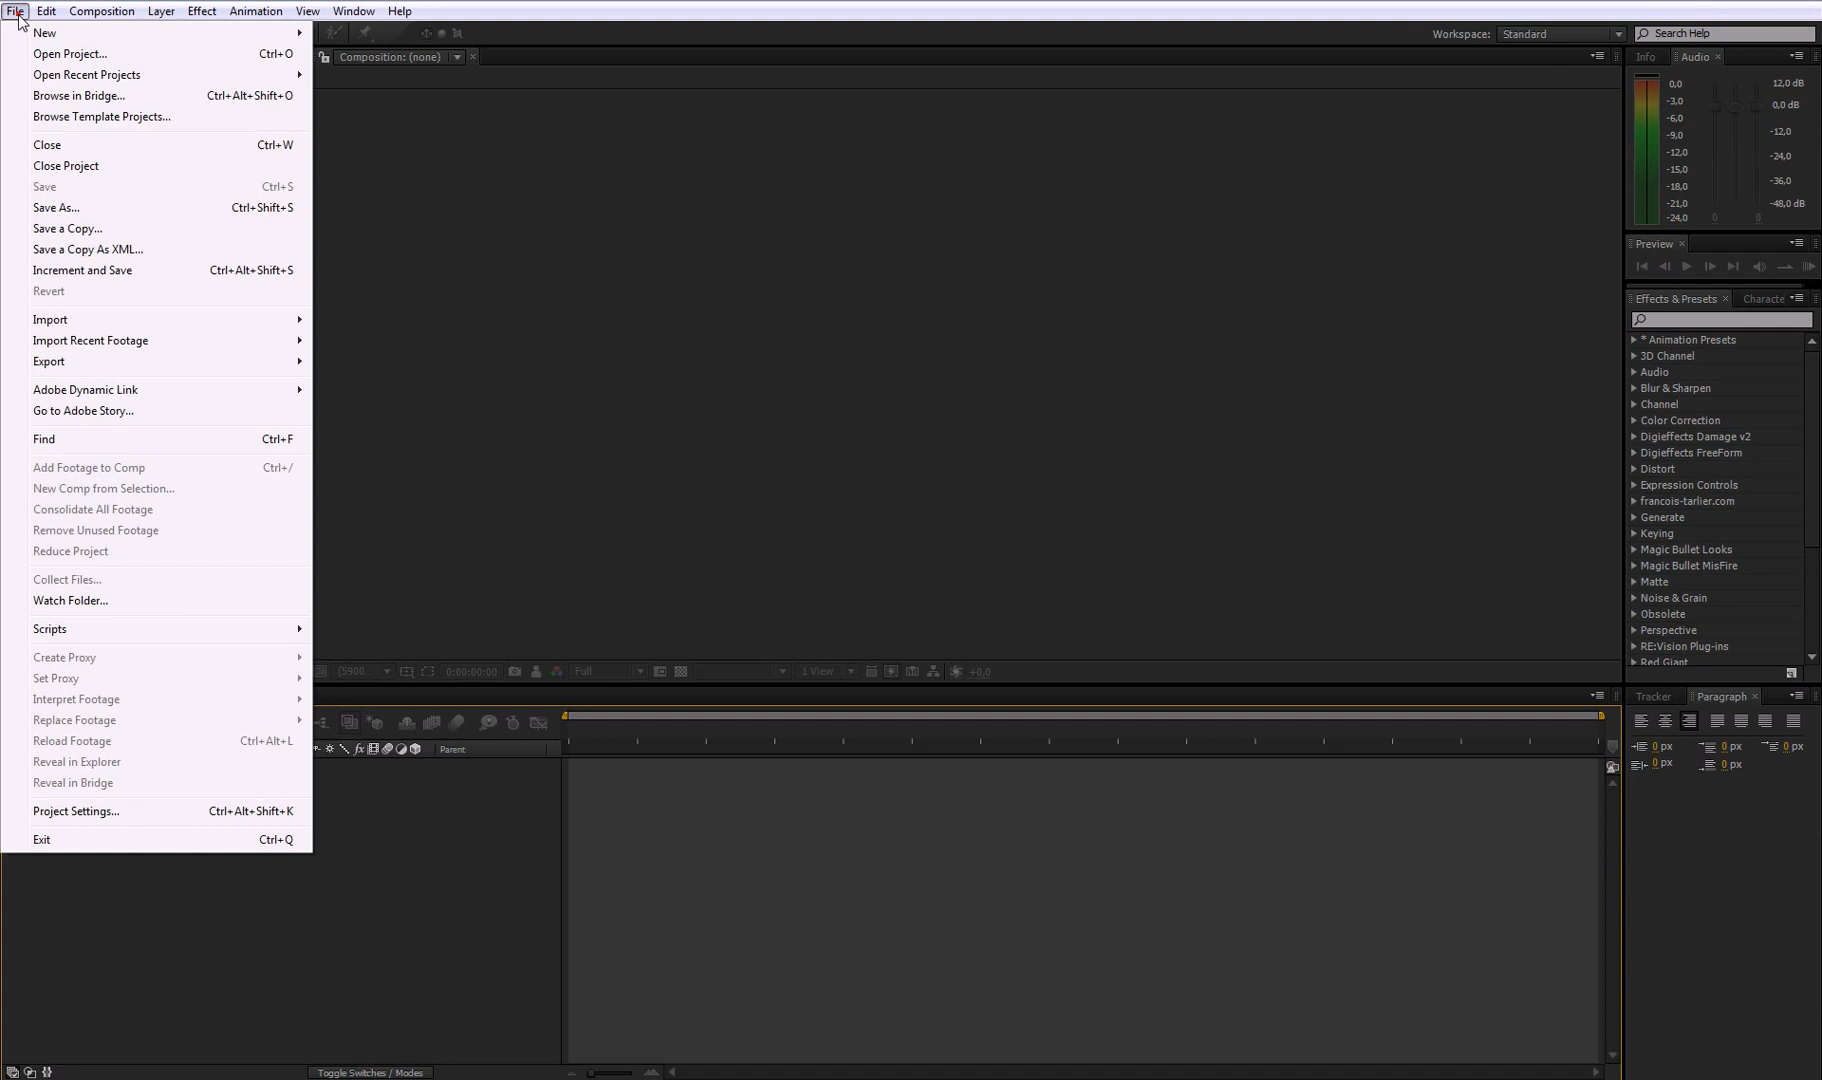 File Edit Composition Layer Effect Animation View Window Help
New
Open Project... Ctrl+O
Open Recent Projects
Browse in Bridge... Ctrl+Alt+Shift+O
Browse Template Projects...
Close Ctrl+W
Close Project
Save Ctrl+S
Save As... Ctrl+Shift+S
Save a Copy...
Save a Copy As XML...
Increment and Save Ctrl+Alt+Shift+S
Revert
Import
Import Recent Footage
Export
Adobe Dynamic Link
Go to Adobe Story...
Find Ctrl+F
Add Footage to Comp Ctrl+/
New Comp from Selection...
Consolidate All Footage
Remove Unused Footage
Reduce Project
Collect Files...
Watch Folder...
Scripts
Create Proxy
Set Proxy
Interpret Footage
Replace Footage
Reload Footage Ctrl+Alt+L
Reveal in Explorer
Reveal in Bridge
Project Settings... Ctrl+Alt+Shift+K
Exit Ctrl+Q
Workspace: Standard Search Help
Composition: (none)
Info Audio
0,0 12,0 dB
-3,0 0,0 dB
-6,0
-9,0 -12,0
-12,0
-15,0 -24,0
-18,0 -36,0
-21,0 -48,0 dB
-24,0 0 0
Preview
Effects & Presets Characte
* Animation Presets
3D Channel
Audio
Blur & Sharpen
Channel
Color Correction
Digieffects Damage v2
Digieffects FreeForm
Distort
Expression Controls
francois-tarlier.com
Generate
Keying
Magic Bullet Looks
Magic Bullet MisFire
Matte
Noise & Grain
Obsolete
Perspective
RE:Vision Plug-ins
Red Giant
(5900 0:00:00:00 Full 1 View +0,0
Tracker Paragraph
0 px 0 px 0 px
0 px 0 px
fx Parent
Toggle Switches / Modes